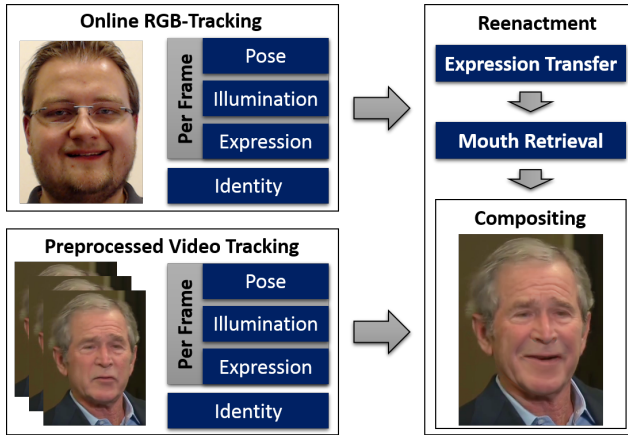 Online RGB-Tracking
Per Frame
Pose
Illumination
Expression
Identity
Preprocessed Video Tracking
Per Frame
Pose
Illumination
Expression
Identity
Reenactment
Expression Transfer
Mouth Retrieval
Compositing